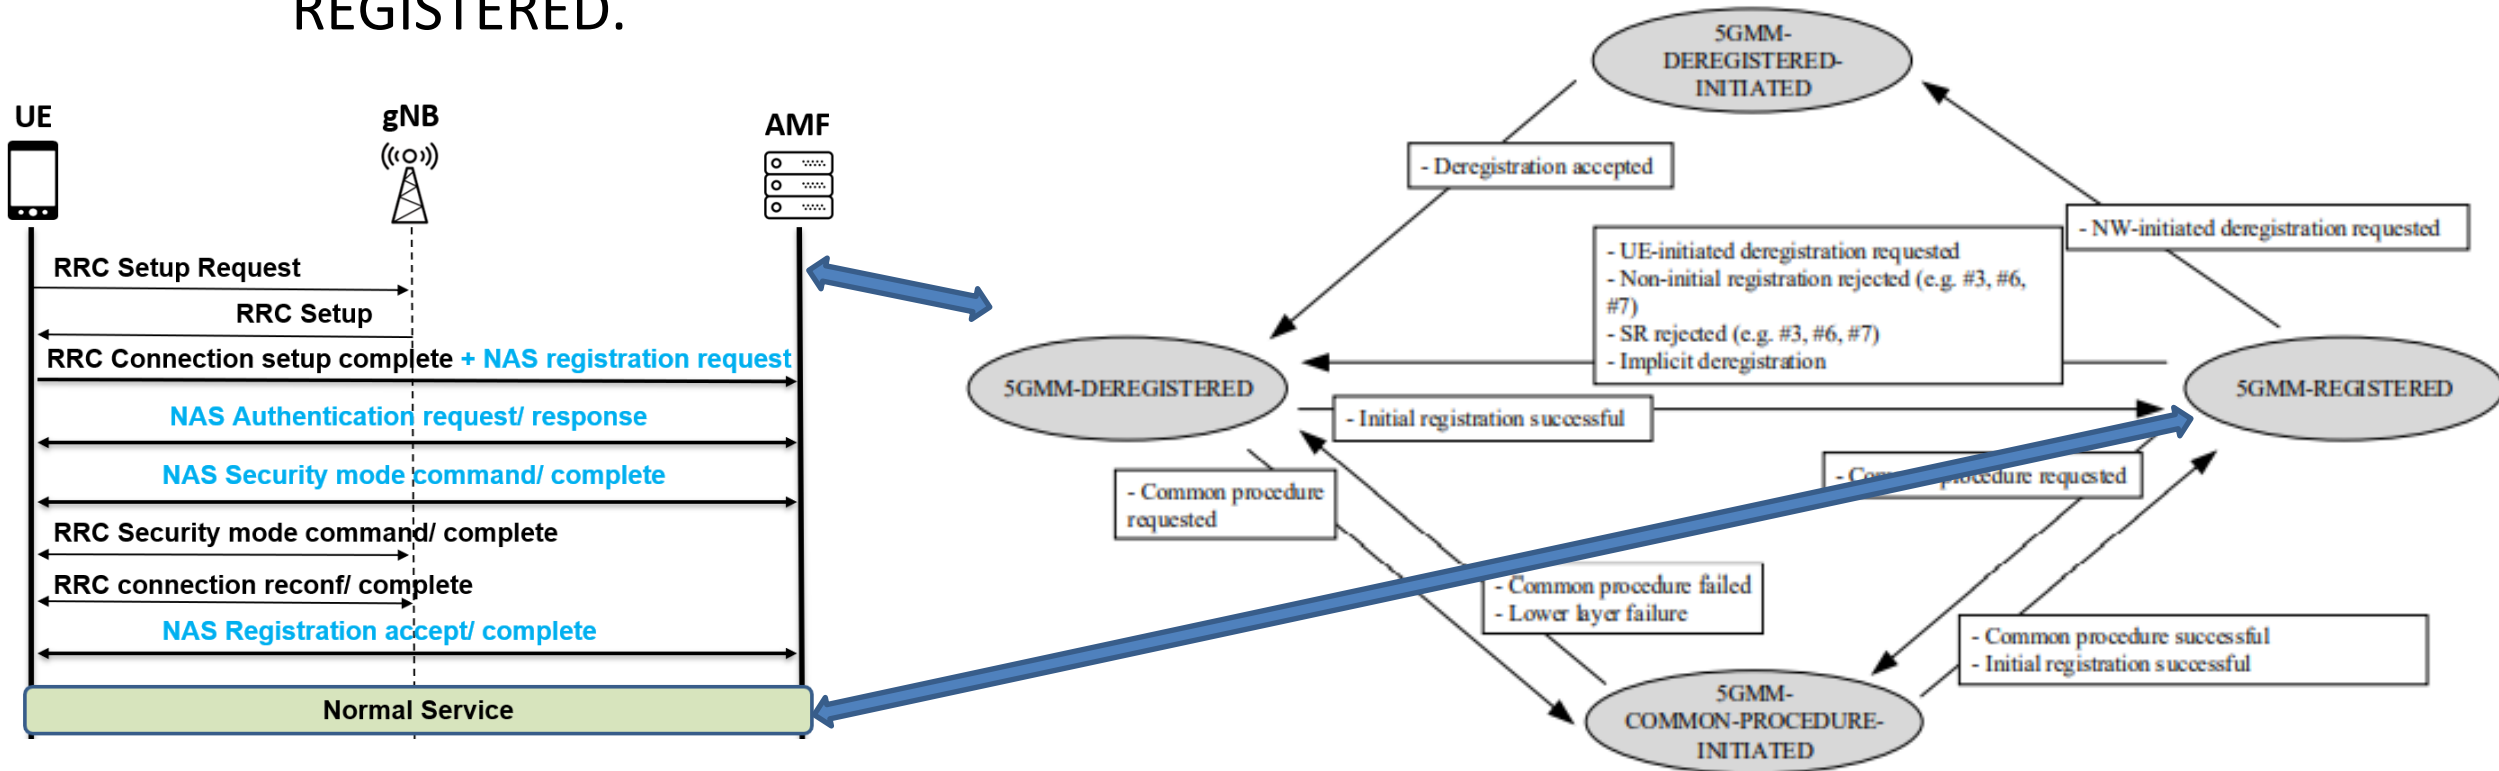 REGISTERED.
UE
gNB
AMF
RRC Setup Request
RRC Setup
RRC Connection setup complete + NAS registration request
NAS Authentication request/ response
NAS Security mode command/ complete
RRC Security mode command/ complete
RRC connection reconf/ complete
NAS Registration accept/ complete
Normal Service
5GMM-
DEREGISTERED-
INITIATED
- Deregistration accepted
- NW-initiated deregistration requested
- UE-initiated deregistration requested
- Non-initial registration rejected (e.g. #3, #6,
#7)
- SR rejected (e.g. #3, #6, #7)
- Implicit deregistration
5GMM-DEREGISTERED
5GMM-REGISTERED
- Initial registration successful
- Common procedure
requested
- procedure requested
- Common procedure failed
- Lower layer failure
- Common procedure successful
- Initial registration successful
5GMM-
COMMON-PROCEDURE-
INITIATED